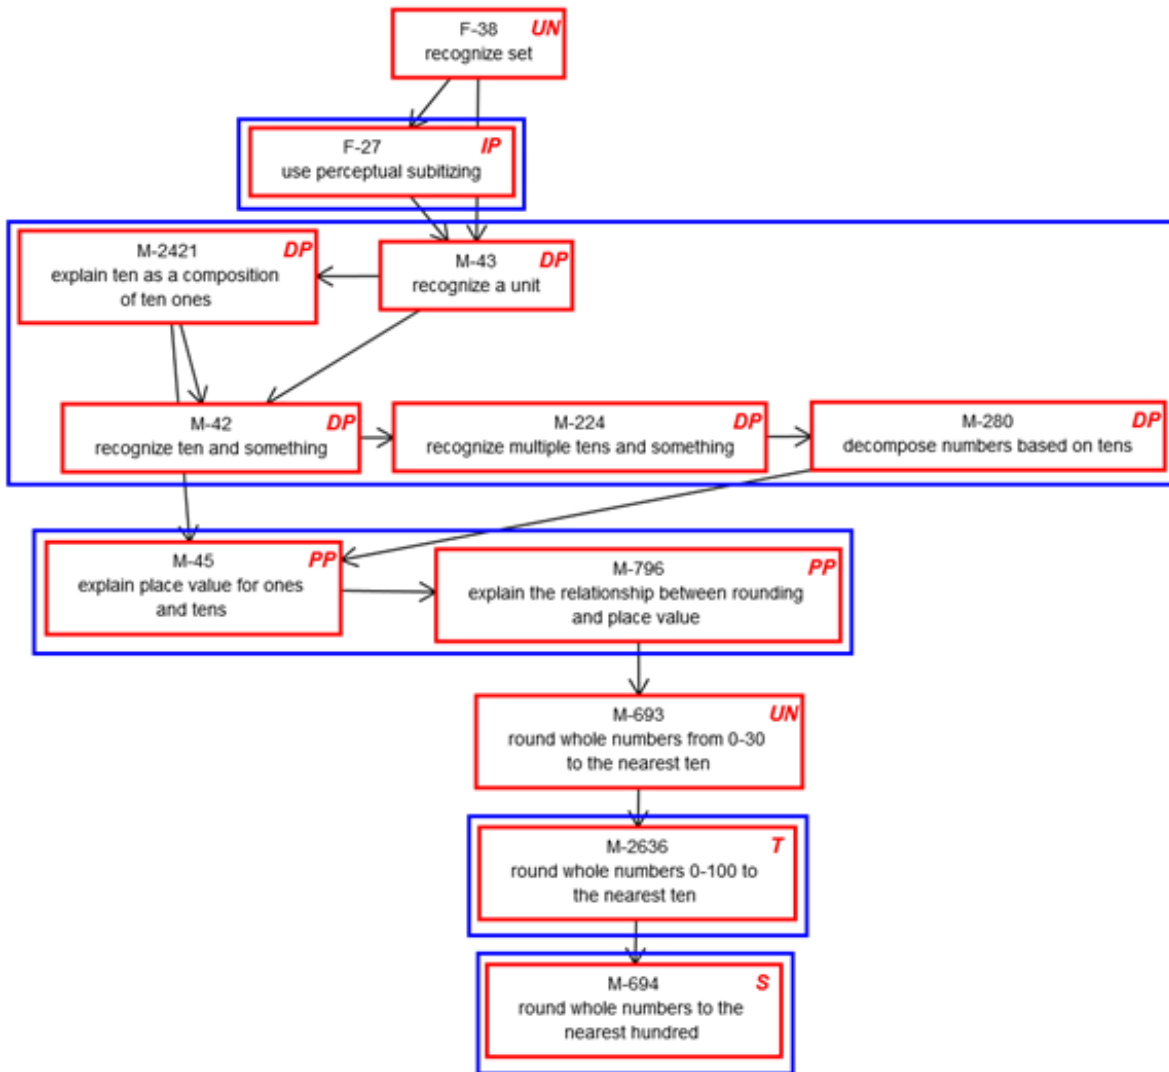 F-38 UN
recognize set
F-27 IP
use perceptual subitizing
M-2421 DP
explain ten as a composition
of ten ones
M-43 DP
recognize a unit
M-42 DP
recognize ten and something
M-224 DP
recognize multiple tens and something
M-280 DP
decompose numbers based on tens
M-45 PP
explain place value for ones
and tens
M-796 PP
explain the relationship between rounding
and place value
M-693 UN
round whole numbers from 0-30
to the nearest ten
M-2636 T
round whole numbers 0-100 to
the nearest ten
M-694 S
round whole numbers to the
nearest hundred